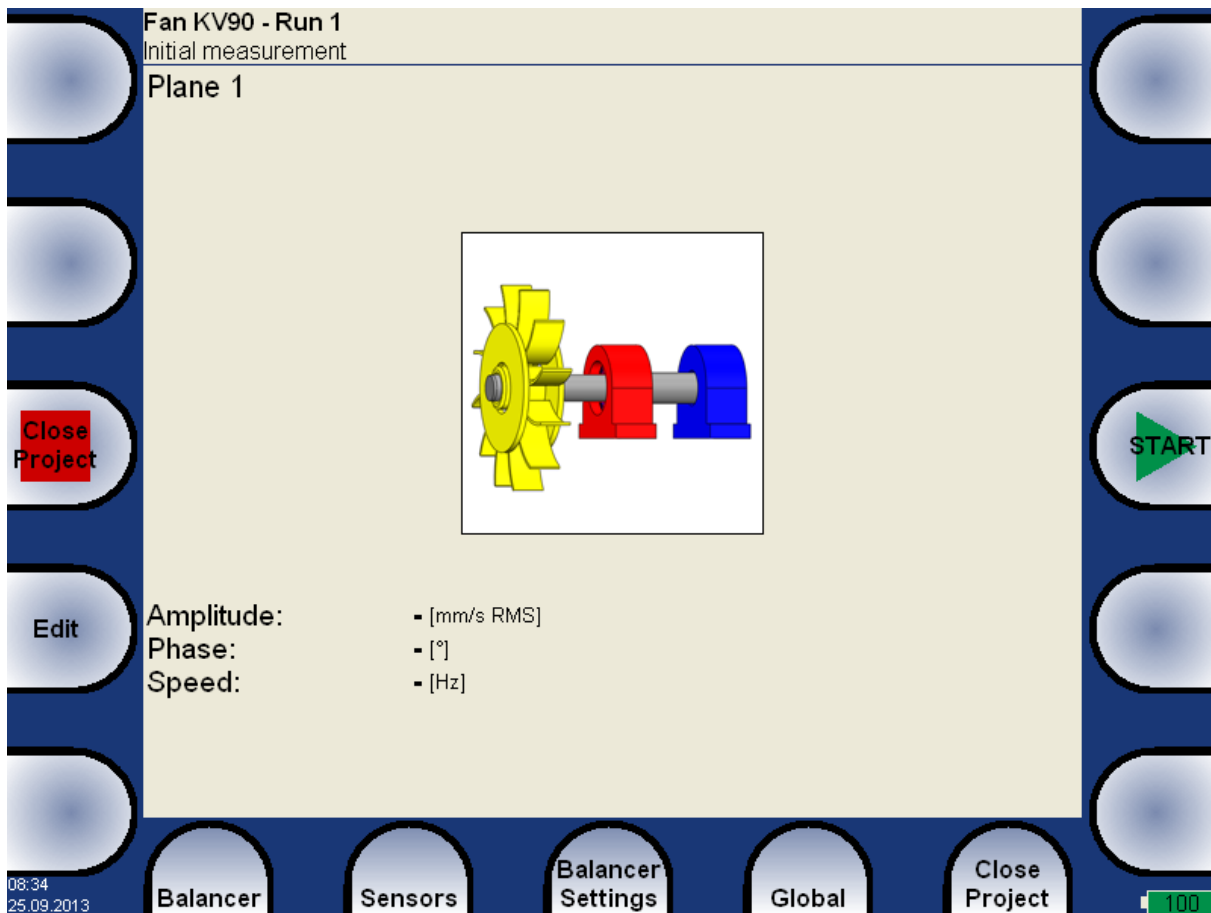 Fan KV90 - Run 1
Initial measurement
Plane 1
Close
Project
START
Edit
Amplitude: - [mm/s RMS]
Phase: - [°]
Speed: - [Hz]
08:34
25.09.2013
Balancer
Sensors
Balancer
Settings
Global
Close
Project
100